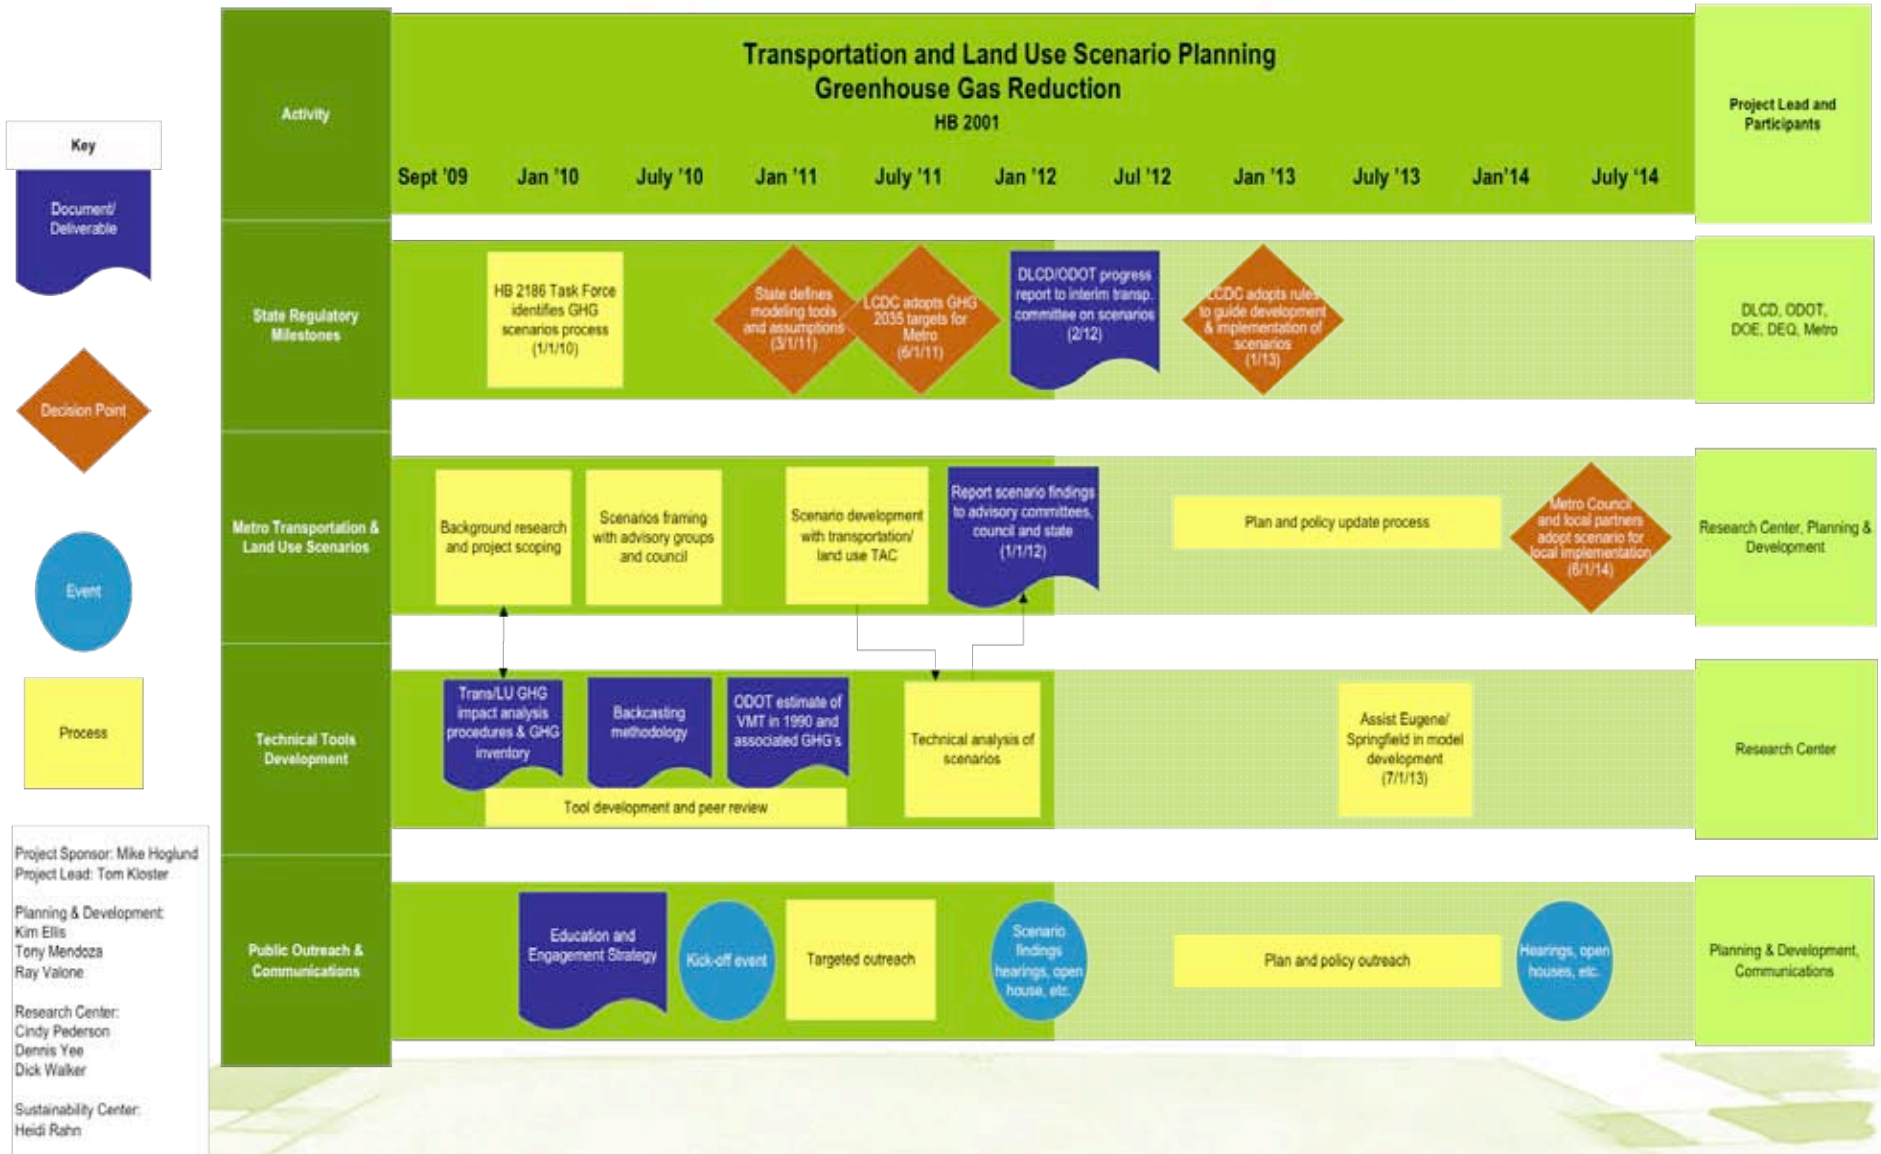 Transportation and Land Use Scenario Planning
Greenhouse Gas Reduction
HB 2001
Activity
Project Lead and
Participants
Sept '09
Jan '10
July '10
Jan '11
July '11
Jan '12
Jul '12
Jan '13
July '13
Jan'14
July '14
Key
Document/
Deliverable
Decision Point
Event
Process
State Regulatory
Milestones
HB 2186 Task Force
identifies GHG
scenarios process
(1/1/10)
State defines
modeling tools
and assumptions
(3/1/11)
LCDC adopts GHG
2035 targets for
Metro
(6/1/11)
DLCD/ODOT progress
report to interim transp.
committee on scenarios
(2/12)
LCDC adopts rules
to guide development
& implementation of
scenarios
(1/13)
DLCD, ODOT,
DOE, DEQ, Metro
Metro Transportation &
Land Use Scenarios
Background research
and project scoping
Scenarios framing
with advisory groups
and council
Scenario development
with transportation/
land use TAC
Report scenario findings
to advisory committees,
council and state
(1/1/12)
Plan and policy update process
Metro Council
and local partners
adopt scenario for
local implementation
(6/1/14)
Research Center, Planning &
Development
Technical Tools
Development
Trans/LU GHG
impact analysis
procedures & GHG
inventory
Backcasting
methodology
ODOT estimate of
VMT in 1990 and
associated GHG's
Tool development and peer review
Technical analysis of
scenarios
Assist Eugene/
Springfield in model
development
(7/1/13)
Research Center
Public Outreach &
Communications
Education and
Engagement Strategy
Kick-off event
Targeted outreach
Scenario
findings
hearings, open
house, etc.
Plan and policy outreach
Hearings, open
houses, etc.
Planning & Development,
Communications
Project Sponsor: Mike Hoglund
Project Lead: Tom Kloster
Planning & Development:
Kim Ellis
Tony Mendoza
Ray Valone
Research Center:
Cindy Pederson
Dennis Yee
Dick Walker
Sustainability Center:
Heidi Rahn